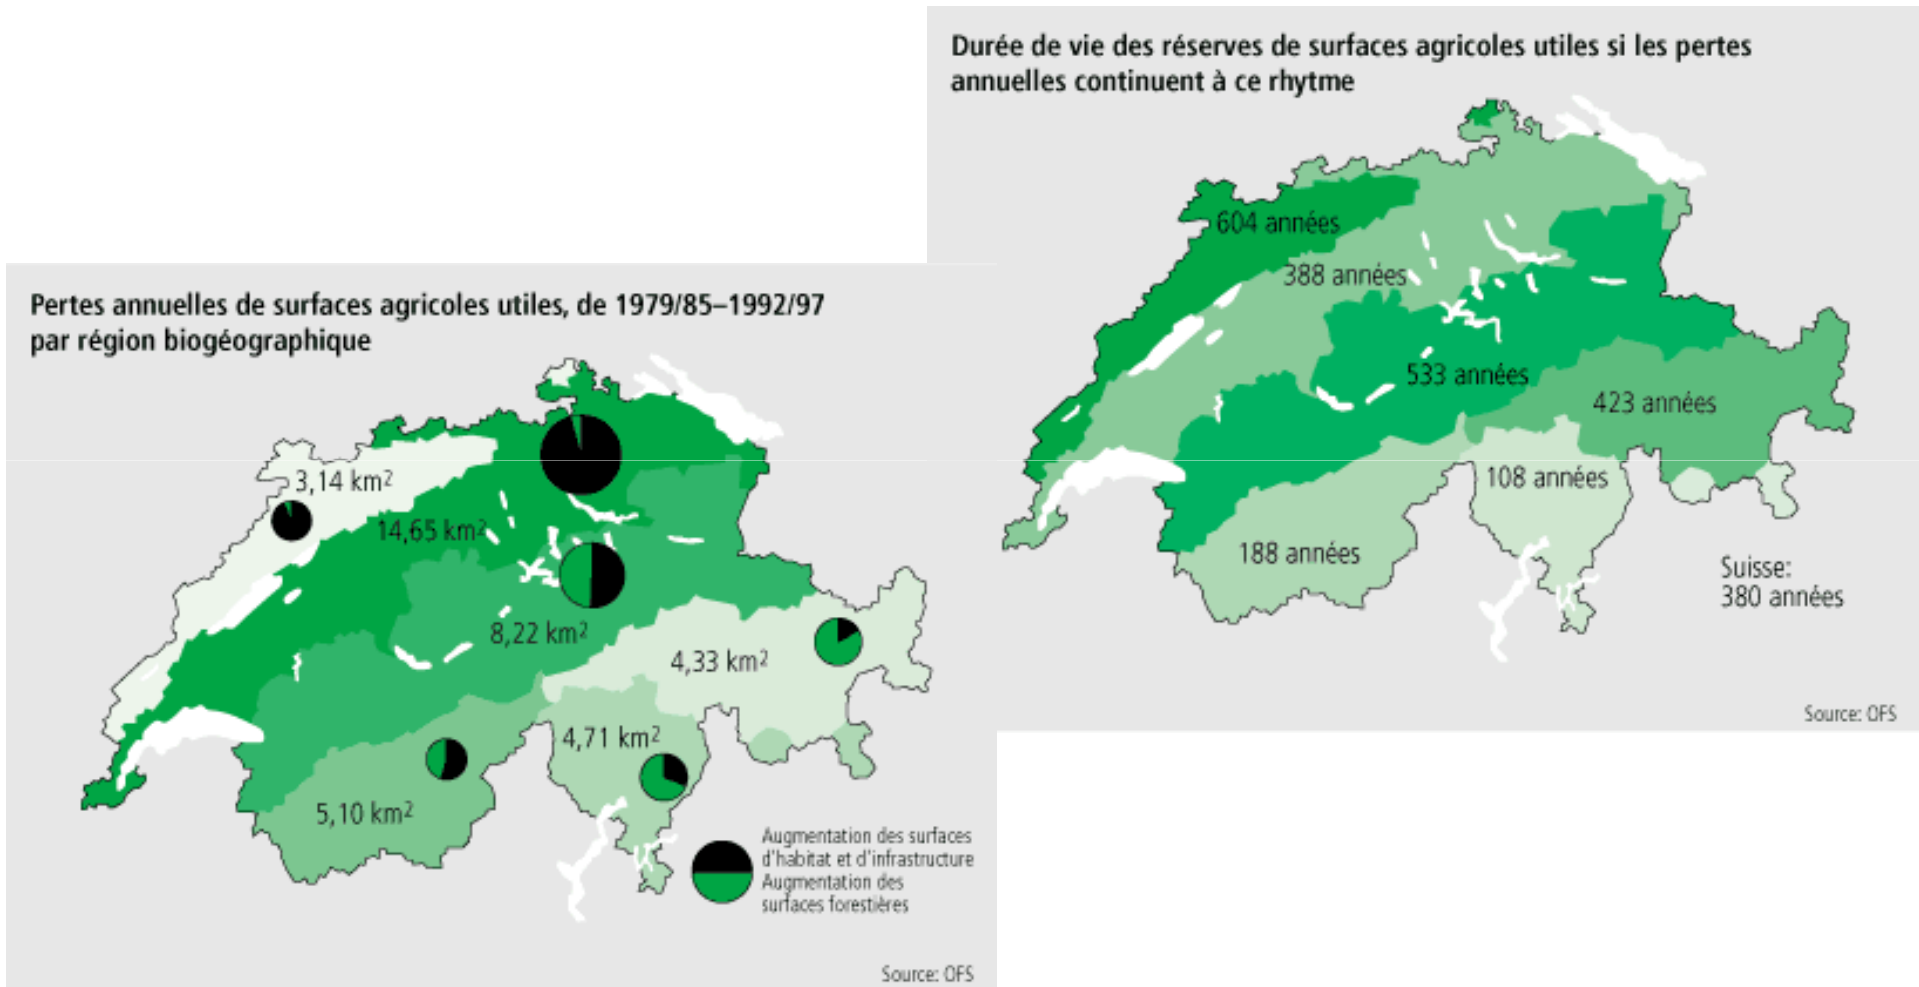 Durée de vie des réserves de surfaces agricoles utiles si les pertes
annuelles continuent à ce rhytme
604 années
388 années
533 années
423 années
108 années
188 années
Suisse:
380 années
Source: OFS
Pertes annuelles de surfaces agricoles utiles, de 1979/85–1992/97
par région biogéographique
3,14 km2
14,65 km2
8,22 km2
4,33 km2
4,71 km2
5,10 km2
Augmentation des surfaces
d'habitat et d'infrastructure
Augmentation des
surfaces forestières
Source: OFS